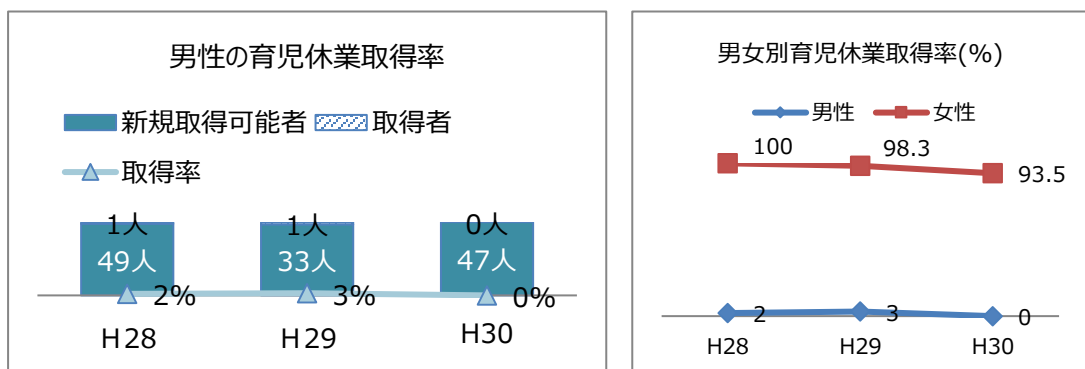 男性の育児休業取得率
新規取得可能者 取得者
取得率
1人 1人 0人
49人 33人 47人
2% 3% 0%
H28 H29 H30
男女別育児休業取得率(%)
男性 女性
100 98.3 93.5
2 3 0
H28 H29 H30